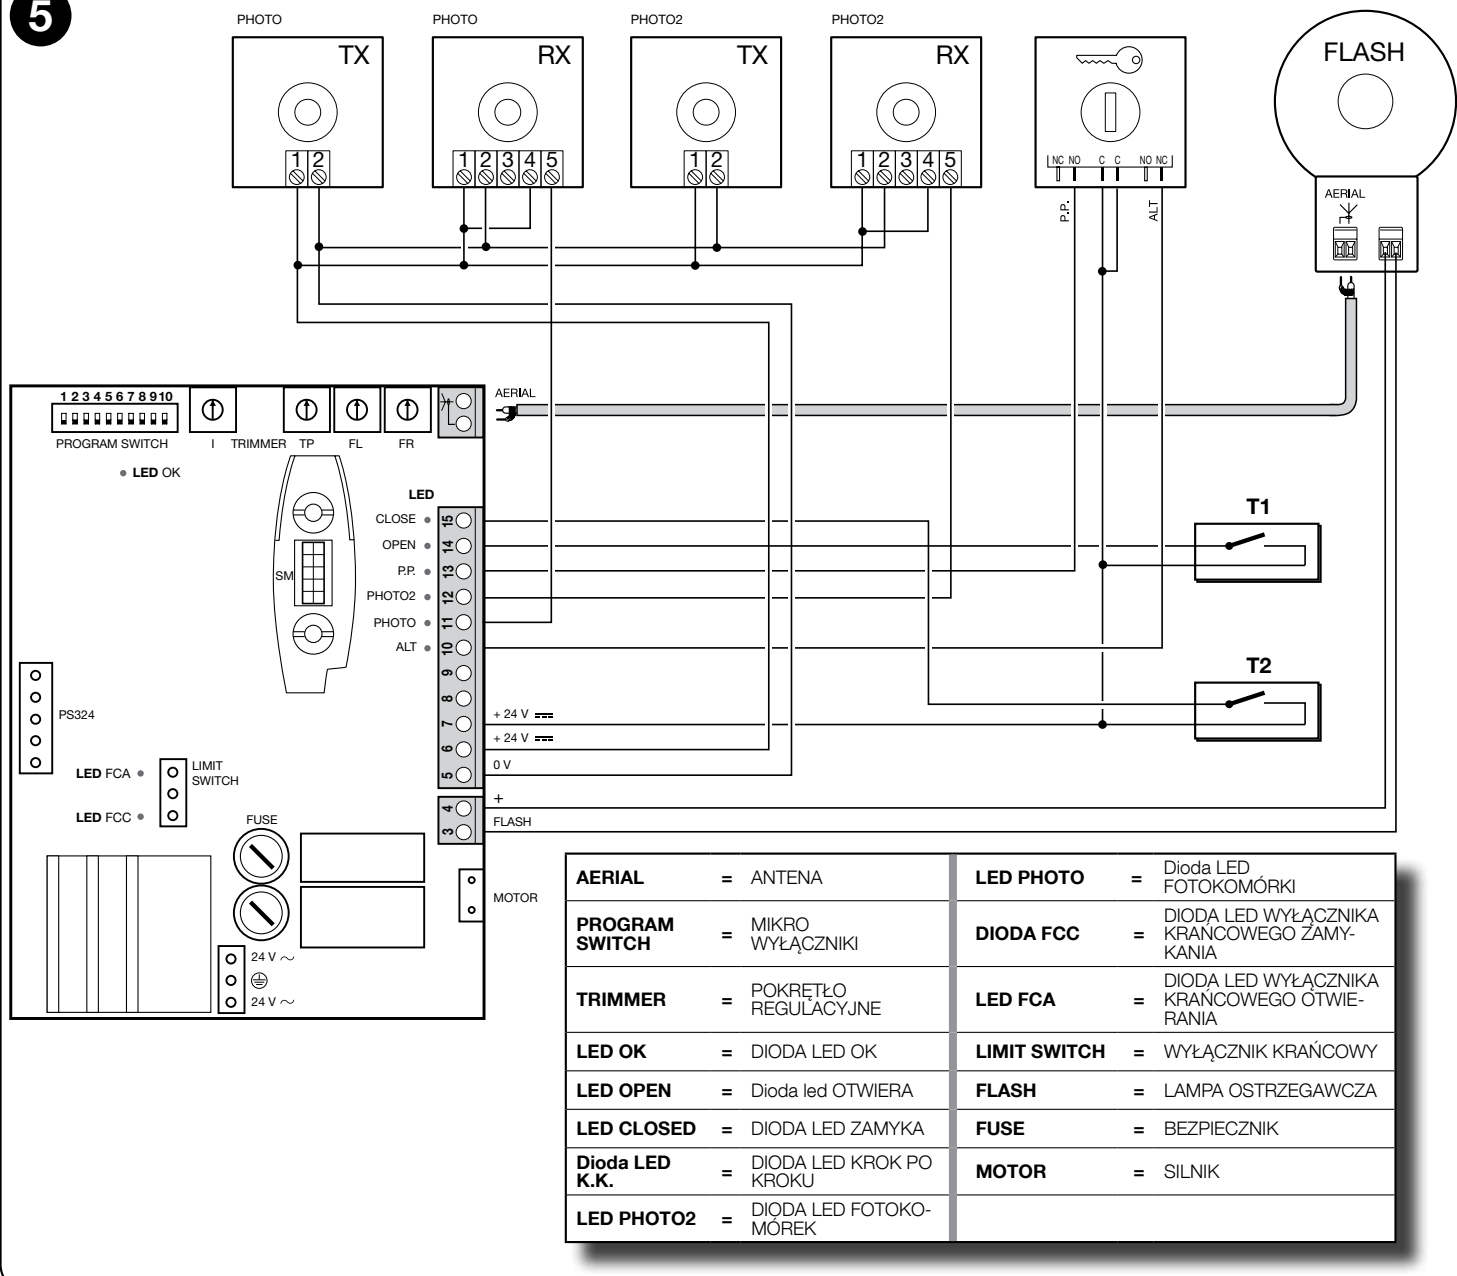 5
PHOTO PHOTO PHOTO2 PHOTO2
TX RX TX RX FLASH
1 2 1 2 3 4 5 1 2 1 2 3 4 5
NC NO C C NO NC
P.P. ALT
AERIAL
1 2 3 4 5 6 7 8 9 10
PROGRAM SWITCH I TRIMMER TP FL FR
AERIAL
LED OK
LED
CLOSE 15
OPEN 14
P.P. 13
PHOTO2 12
PHOTO 11
ALT 10
9
8
7 + 24 V
6 + 24 V
5 0 V
4 +
3 FLASH
SM
T1
T2
PS324
LED FCA
LIMIT
SWITCH
LED FCC
FUSE
MOTOR
24 V ~
24 V ~
AERIAL = ANTENA
LED PHOTO = Dioda LED
FOTOKOMÓRKI
PROGRAM
SWITCH = MIKRO
WYŁĄCZNIKI
DIODA FCC = DIODA LED WYŁĄCZNIKA
KRAŃCOWEGO ZAMY-
KANIA
TRIMMER = POKRĘTŁO
REGULACYJNE
LED FCA = DIODA LED WYŁĄCZNIKA
KRAŃCOWEGO OTWIE-
RANIA
LED OK = DIODA LED OK
LIMIT SWITCH = WYŁĄCZNIK KRAŃCOWY
LED OPEN = Dioda led OTWIERA
FLASH = LAMPA OSTRZEGAWCZA
LED CLOSED = DIODA LED ZAMYKA
FUSE = BEZPIECZNIK
Dioda LED
K.K. = DIODA LED KROK PO
KROKU
MOTOR = SILNIK
LED PHOTO2 = DIODA LED FOTOKO-
MÓREK